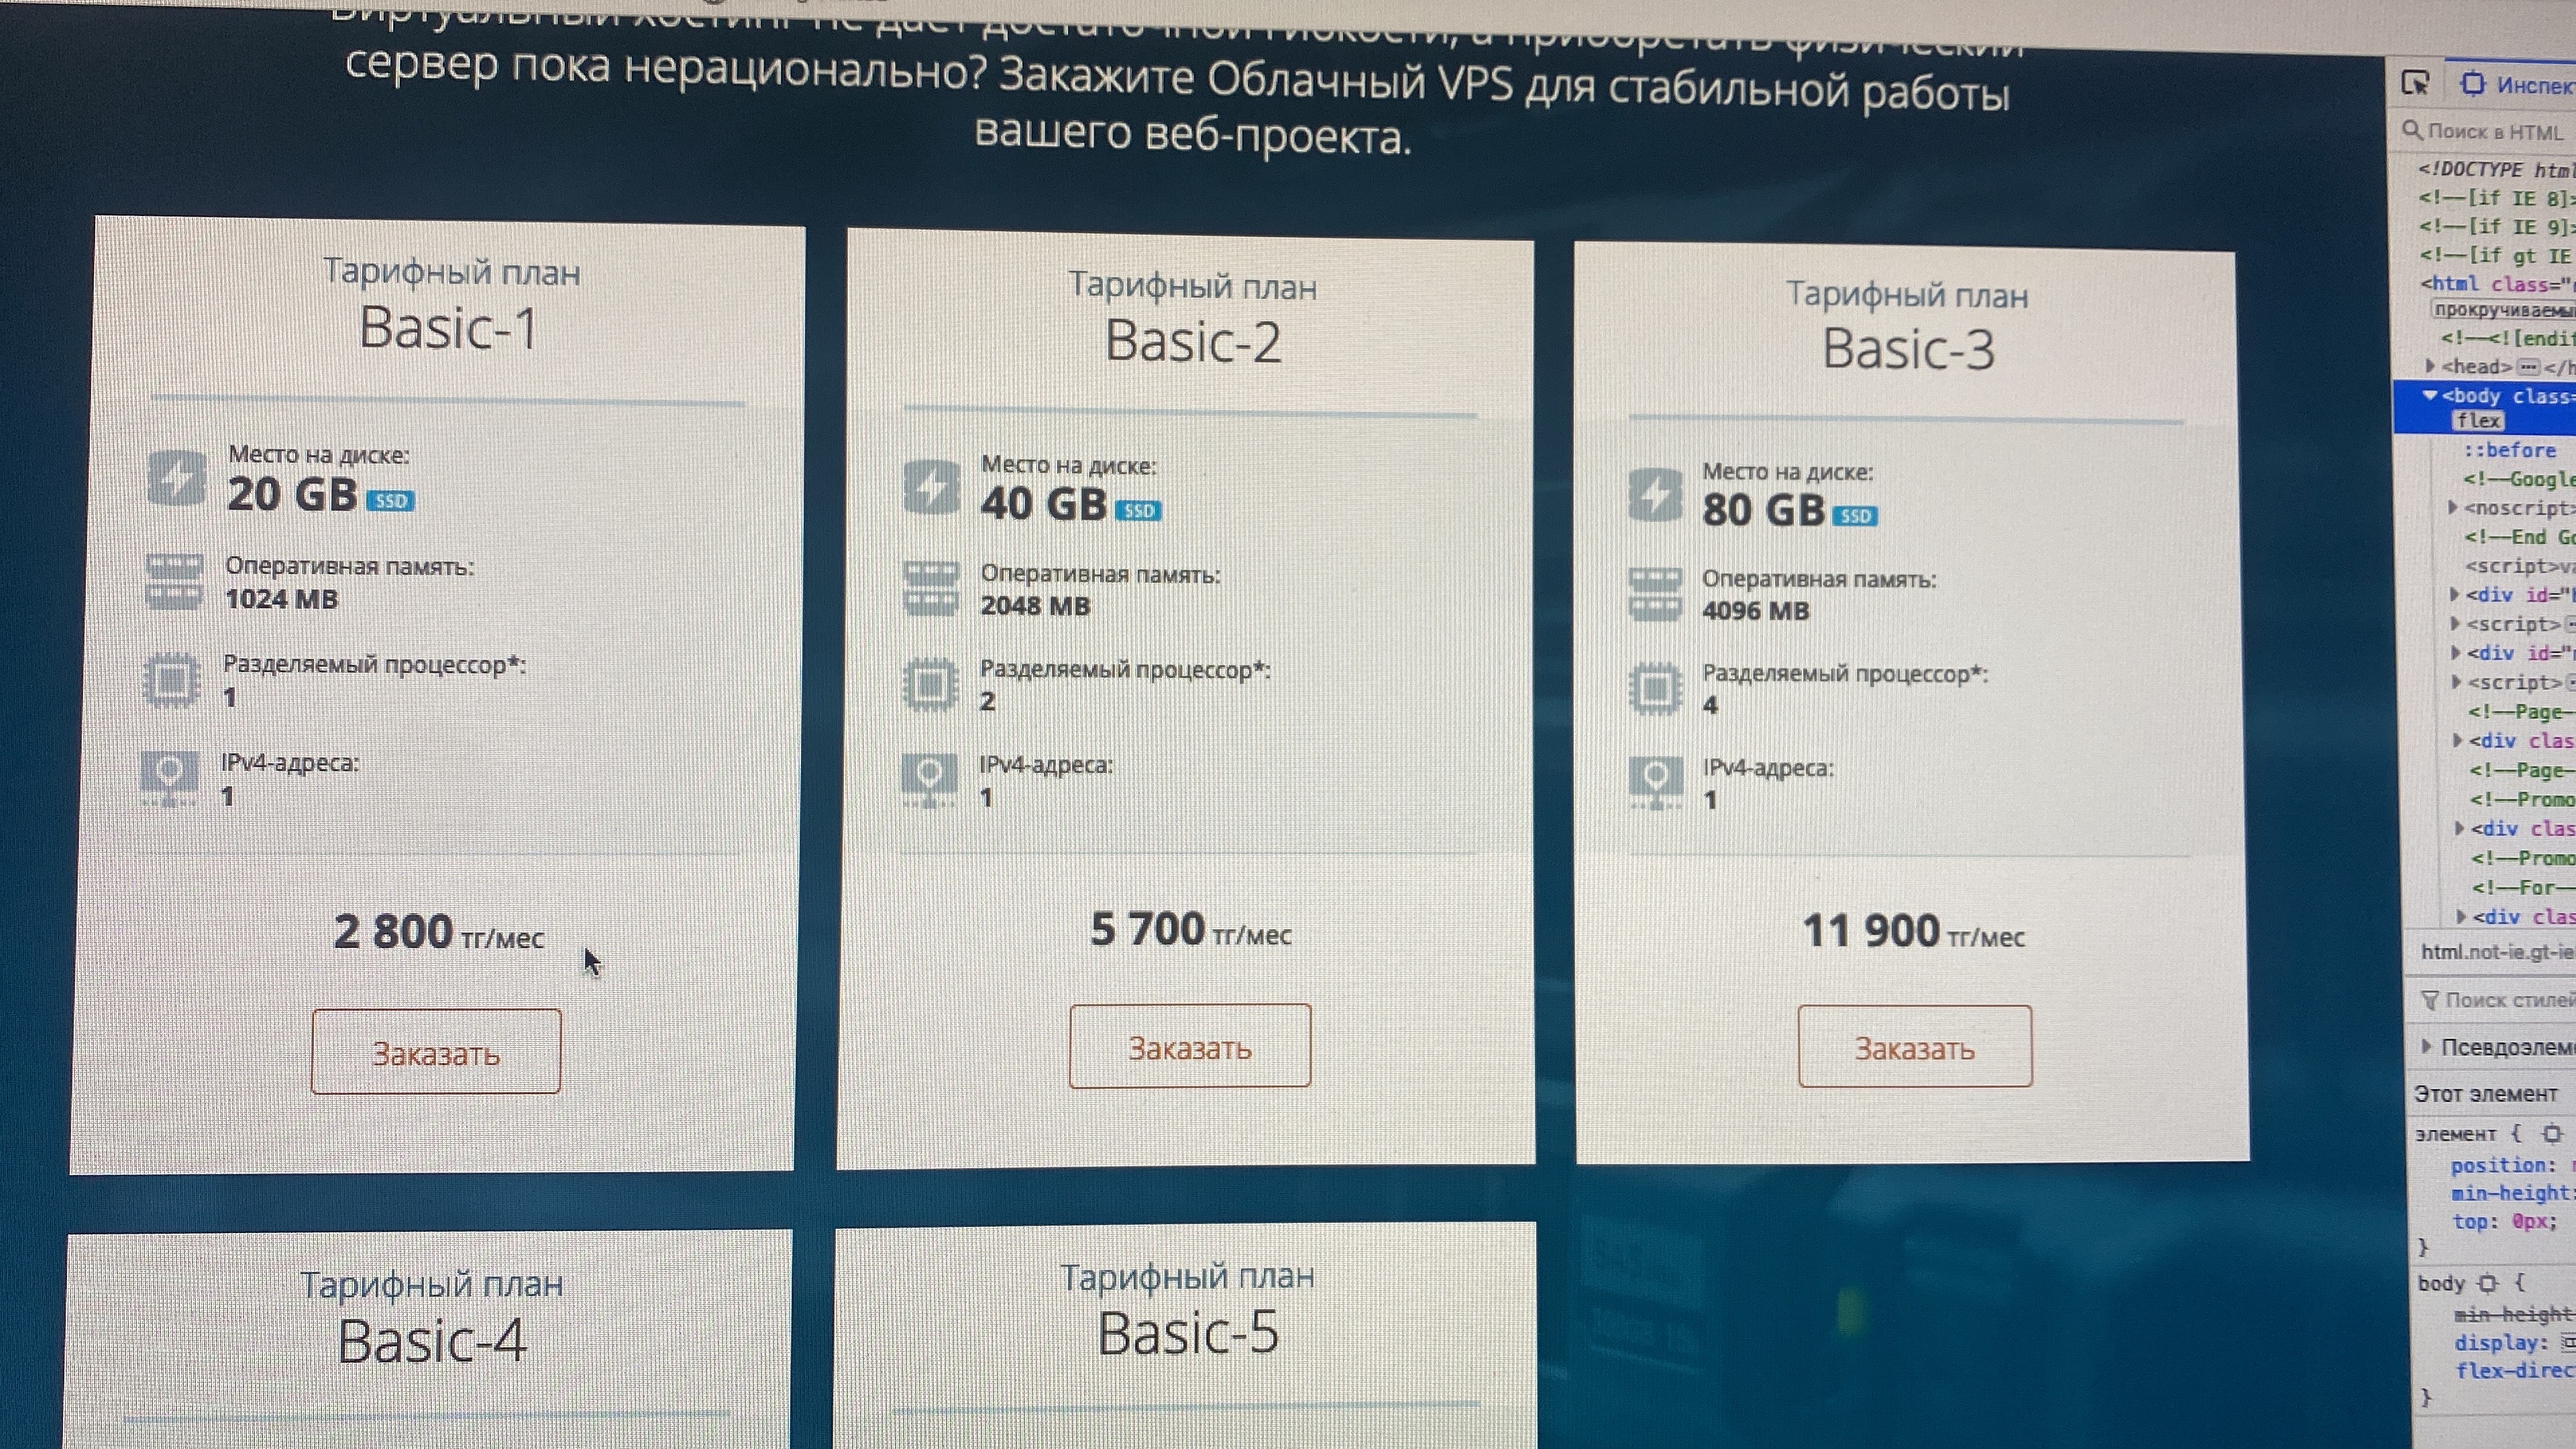 сервер пока нерационально? Закажите Облачный VPS для стабильной работы
вашего веб-проекта.
Тарифный план
Basic-1
Место на диске:
20 GB SSD
Оперативная память:
1024 MB
Разделяемый процессор*:
1
IPv4-адреса:
1
2 800 тг/мес
Заказать
Тарифный план
Basic-2
Место на диске:
40 GB SSD
Оперативная память:
2048 MB
Разделяемый процессор*:
2
IPv4-адреса:
1
5 700 тг/мес
Заказать
Тарифный план
Basic-3
Место на диске:
80 GB SSD
Оперативная память:
4096 MB
Разделяемый процессор*:
4
IPv4-адреса:
1
11 900 тг/мес
Заказать
Тарифный план
Basic-4
Тарифный план
Basic-5
Поиск в HTML
<!DOCTYPE html
<!--[if IE 8]>
<!--[if IE 9]>
<!--[if gt IE
<html class="
<!--<![endif
<head> </h
<body class=
flex
::before
<!--Google
<noscript>
<!--End Go
<script>v
<div id="
<script>
<div id="
<script>
<!--Page-
<div clas
<!--Page-
<!--Promo
<div clas
<!--Promo
<!--For-
<div clas
html.not-ie.gt-ie
Поиск стилей
Псевдоэлем
Этот элемент
элемент {
position:
min-height:
top: 0px;
}
body {
min-height
display:
flex-direc
}